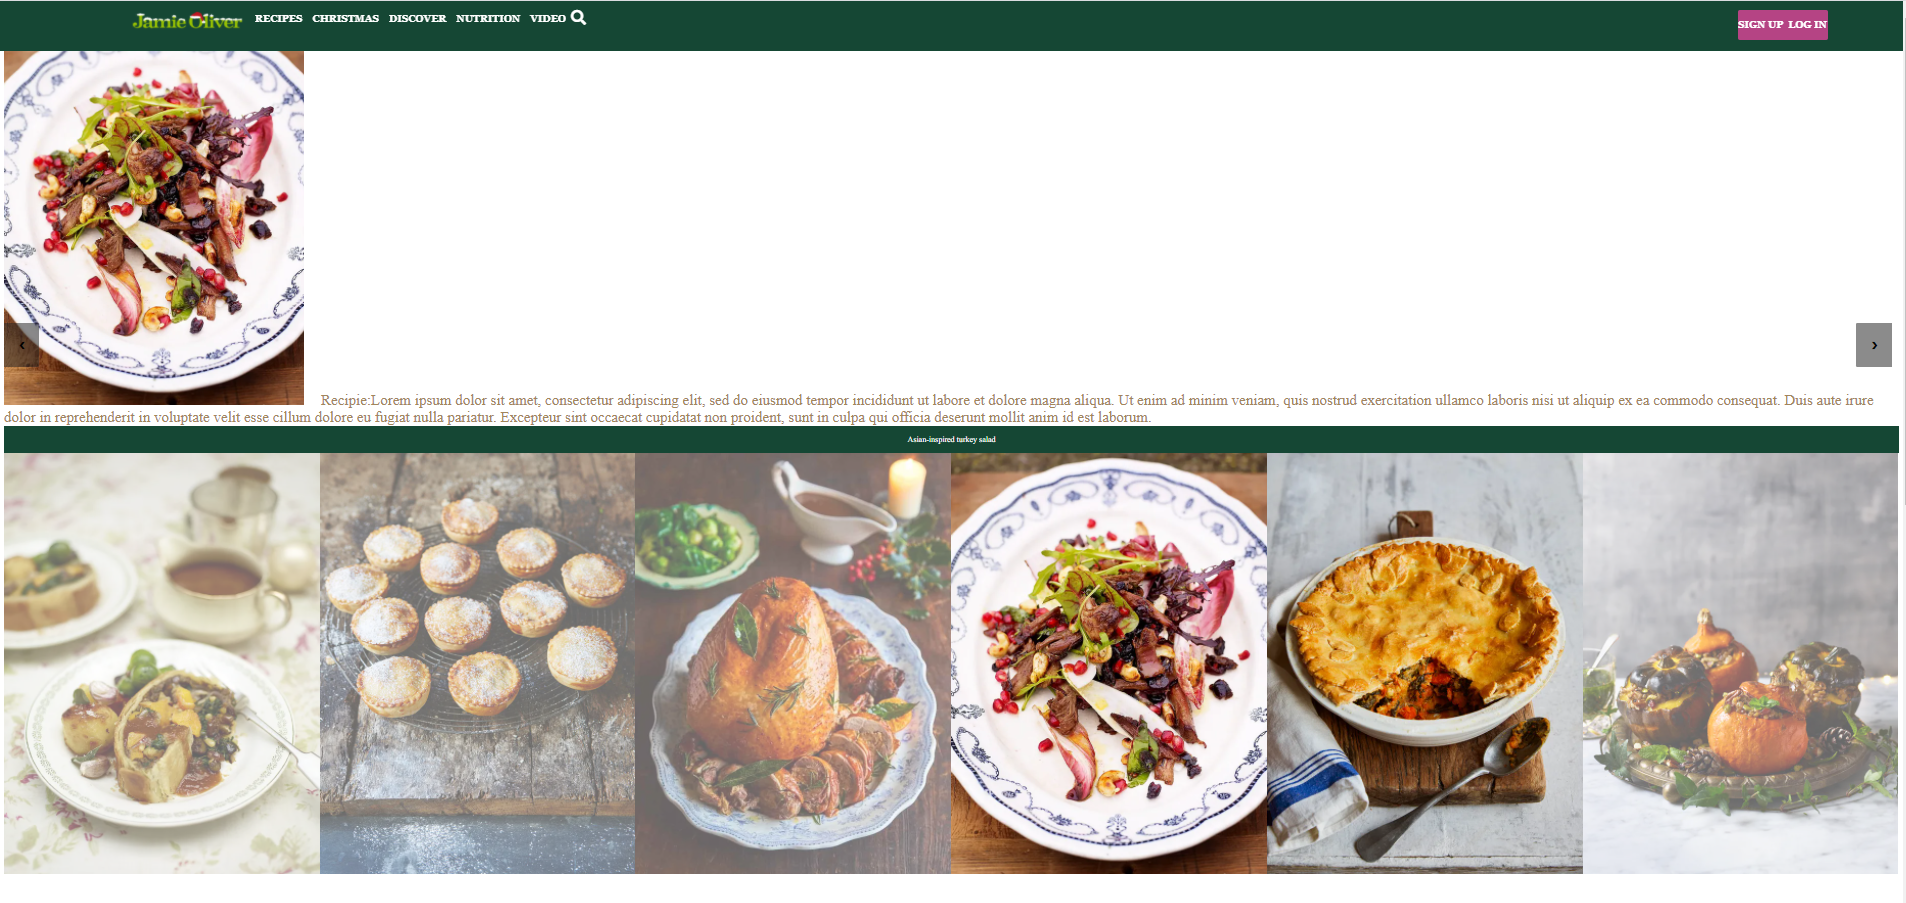 Jamie Oliver RECIPES CHRISTMAS DISCOVER NUTRITION VIDEO SIGN UP LOG IN
‹ ›
Recipie:Lorem ipsum dolor sit amet, consectetur adipiscing elit, sed do eiusmod tempor incididunt ut labore et dolore magna aliqua. Ut enim ad minim veniam, quis nostrud exercitation ullamco laboris nisi ut aliquip ex ea commodo consequat. Duis aute irure
dolor in reprehenderit in voluptate velit esse cillum dolore eu fugiat nulla pariatur. Excepteur sint occaecat cupidatat non proident, sunt in culpa qui officia deserunt mollit anim id est laborum.
Asian-inspired turkey salad